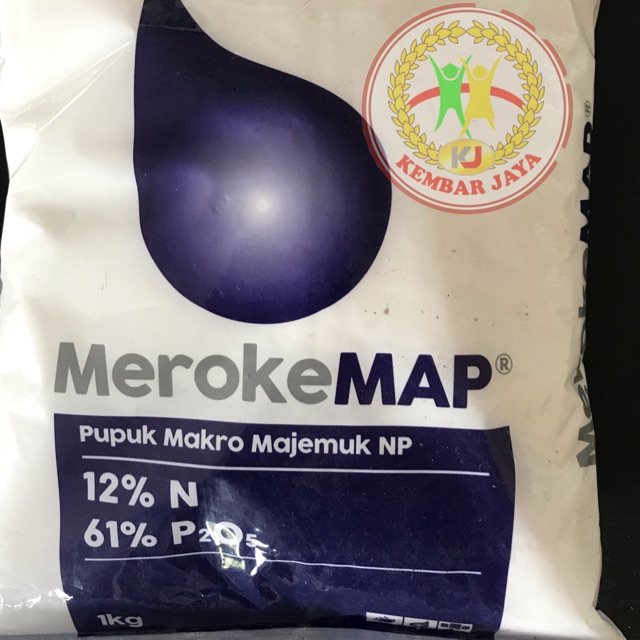 KJ
KEMBAR JAYA
MerokeMAP®
MerokeMAP®
Pupuk Makro Majemuk NP
12% N
61% P₂O₅
1kg